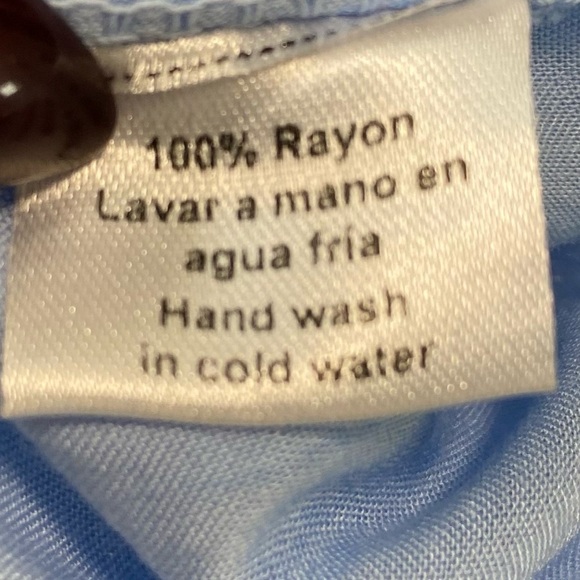 100% Rayon
Lavar a mano en
agua fría
Hand wash
in cold water